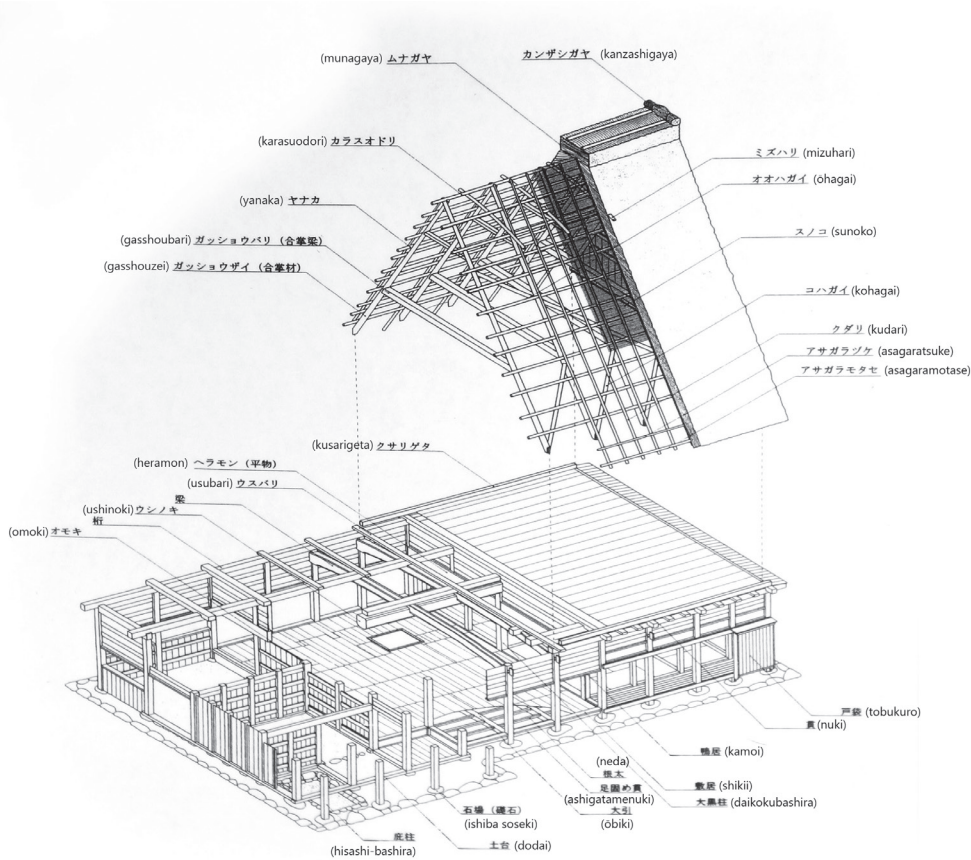 (munagaya) ムナガヤ
カンザシガヤ (kanzashigaya)
(karasuodori) カラスオドリ
ミズハリ (mizuhari)
オオハガイ (ōhagai)
(yanaka) ヤナカ
スノコ (sunoko)
(gasshoubari) ガッショウバリ (合掌梁)
(gasshouzei) ガッショウザイ (合掌材)
コハガイ (kohagai)
クダリ (kudari)
アサガラヅケ (asagaratsuke)
アサガラモタセ (asagaramotase)
(kusarigeta) クサリゲタ
(heramon) ヘラモン (平物)
(usubari) ウスバリ
梁
(ushinoki) ウシノキ
桁
(omoki) オモキ
戸袋 (tobukuro)
貫 (nuki)
鴨居 (kamoi)
(neda)
根太
敷居 (shikii)
足固め貫
(ashigatamenuki)
大黒柱 (daikokubashira)
大引
(ōbiki)
石場 (礎石)
(ishiba soseki)
土台 (dodai)
庇柱
(hisashi-bashira)